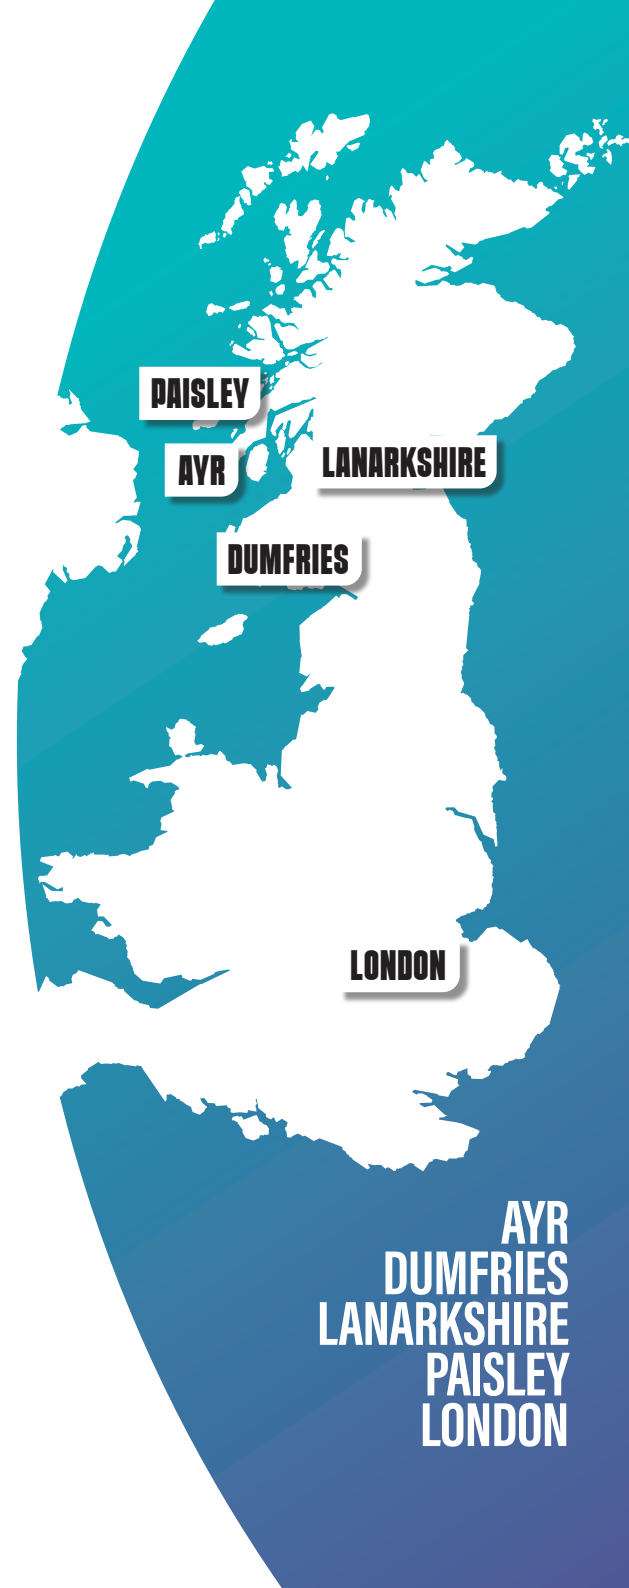 PAISLEY
AYR
LANARKSHIRE
DUMFRIES
LONDON
AYR
DUMFRIES
LANARKSHIRE
PAISLEY
LONDON